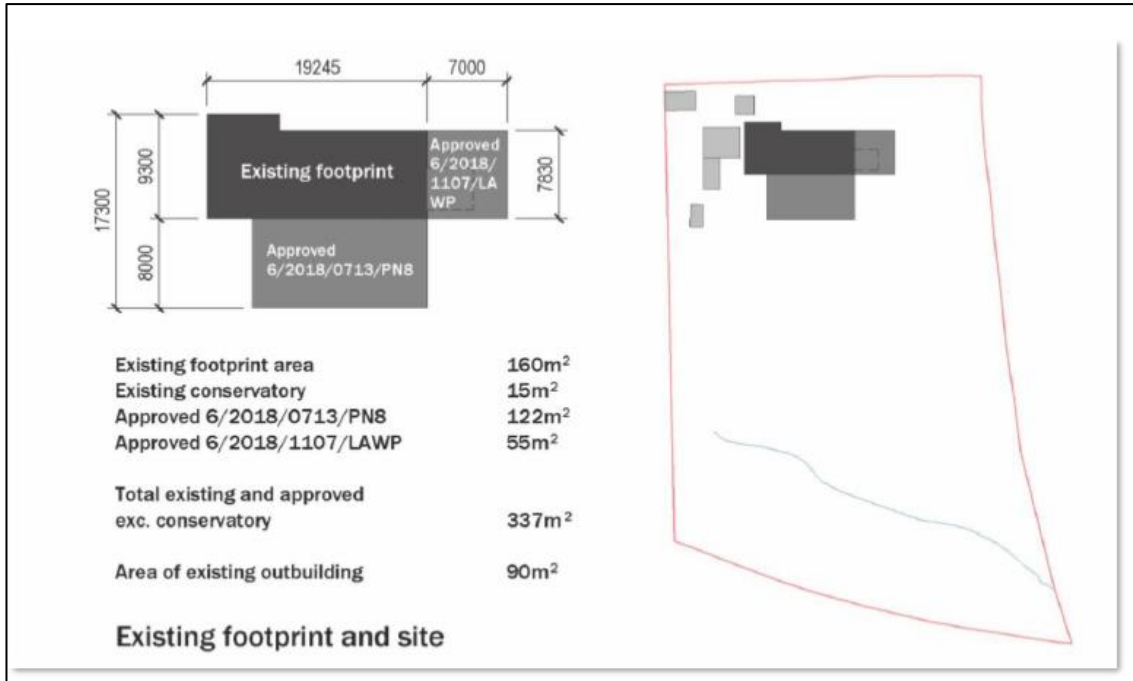 19245 7000
Existing footprint
Approved
6/2018/
1107/LA
WP
9300
17300
7830
8000
Approved
6/2018/0713/PN8
Existing footprint area 160m²
Existing conservatory 15m²
Approved 6/2018/0713/PN8 122m²
Approved 6/2018/1107/LAWP 55m²
Total existing and approved
exc. conservatory 337m²
Area of existing outbuilding 90m²
Existing footprint and site